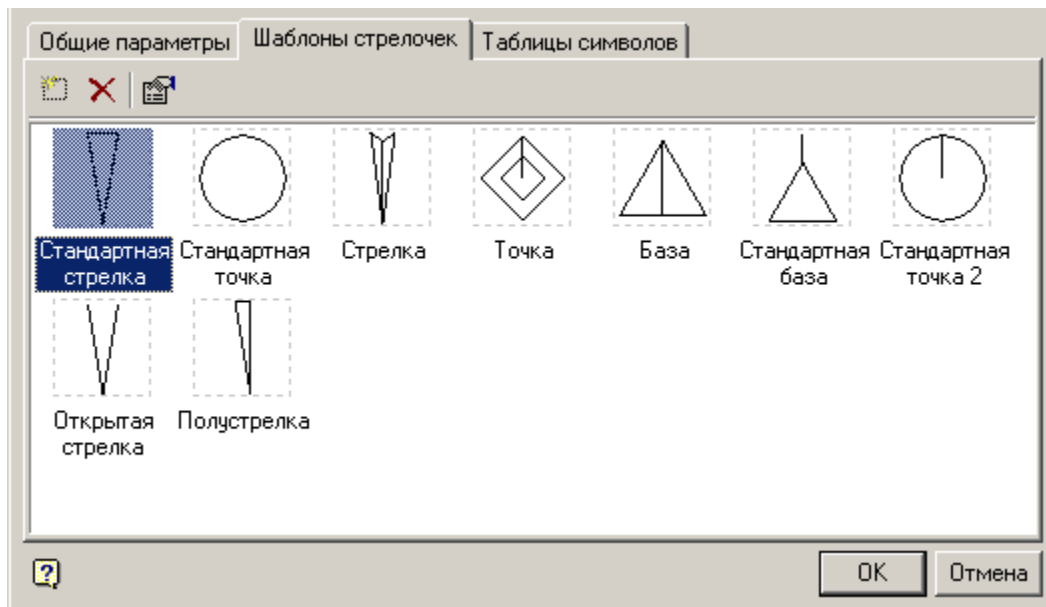 Общие параметры
Шаблоны стрелочек
Таблицы символов
Стандартная
стрелка
Стандартная
точка
Стрелка
Точка
База
Стандартная
база
Стандартная
точка 2
Открытая
стрелка
Полустрелка
OK
Отмена